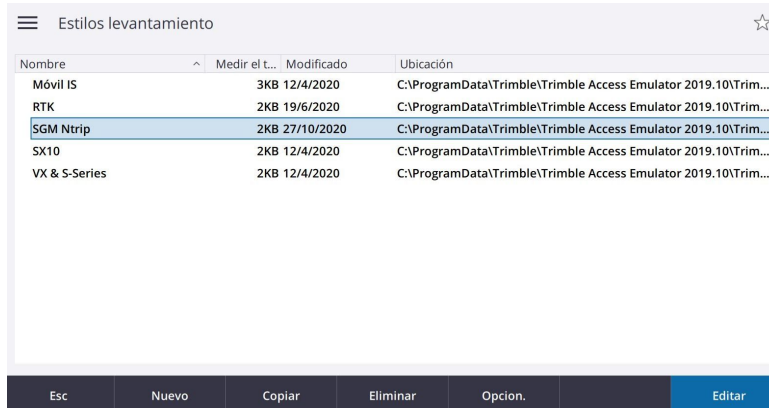 Estilos levantamiento
Nombre Medir el t... Modificado Ubicación
Móvil IS 3KB 12/4/2020 C:\ProgramData\Trimble\Trimble Access Emulator 2019.10\Trim...
RTK 2KB 19/6/2020 C:\ProgramData\Trimble\Trimble Access Emulator 2019.10\Trim...
SGM Ntrip 2KB 27/10/2020 C:\ProgramData\Trimble\Trimble Access Emulator 2019.10\Trim...
SX10 2KB 12/4/2020 C:\ProgramData\Trimble\Trimble Access Emulator 2019.10\Trim...
VX & S-Series 2KB 12/4/2020 C:\ProgramData\Trimble\Trimble Access Emulator 2019.10\Trim...
Esc Nuevo Copiar Eliminar Opcion. Editar